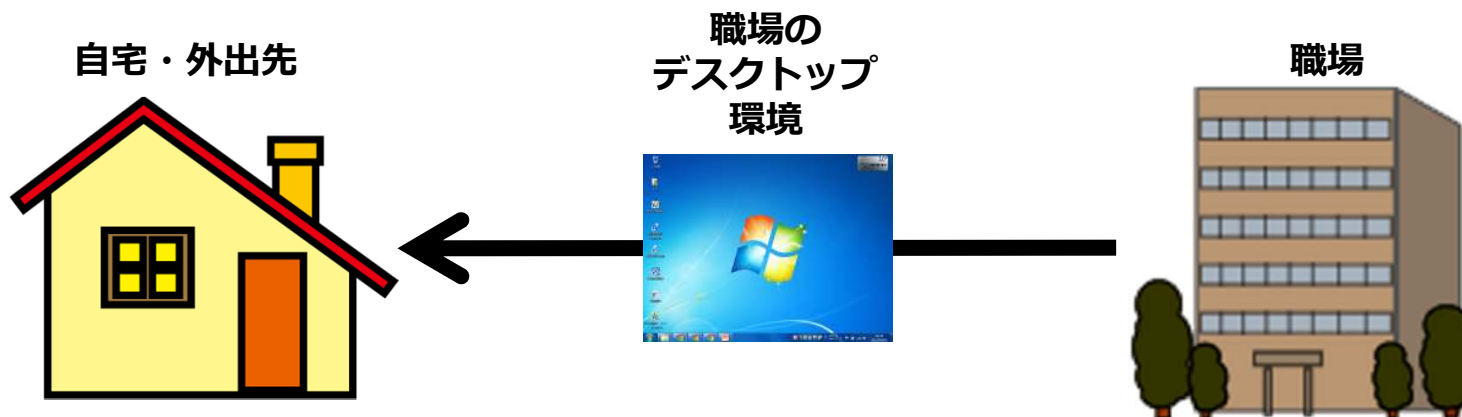 自宅・外出先
職場の
デスクトップ
環境
職場